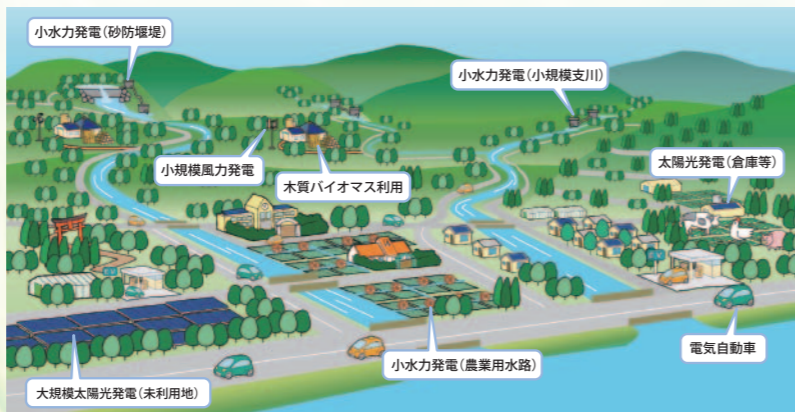 小水力発電(砂防堰堤)
小水力発電(小規模支川)
小規模風力発電
木質バイオマス利用
太陽光発電(倉庫等)
大規模太陽光発電(未利用地)
小水力発電(農業用水路)
電気自動車